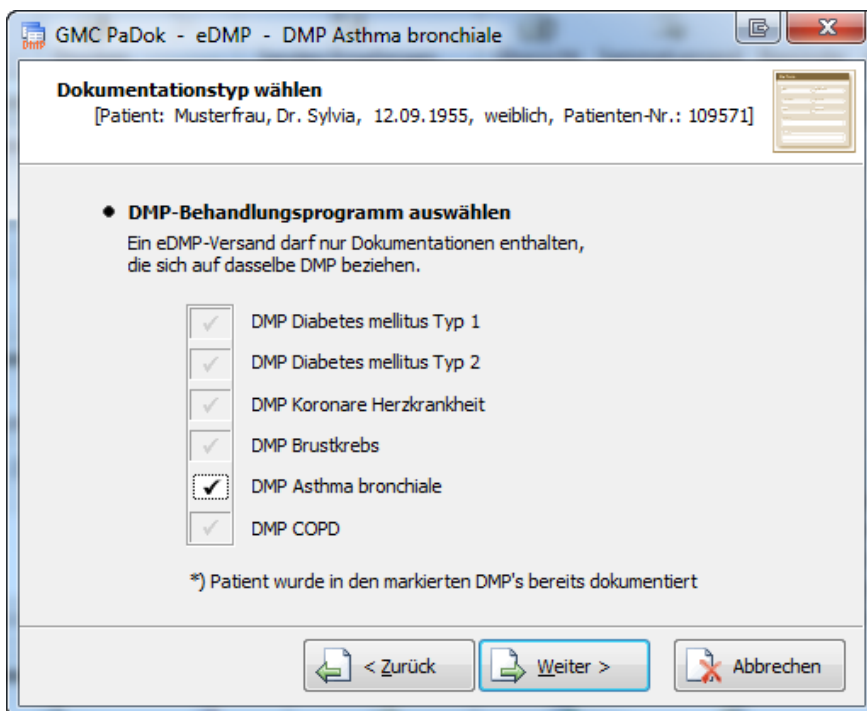 GMC PaDok - eDMP - DMP Asthma bronchiale
Dokumentationstyp wählen
[Patient: Musterfrau, Dr. Sylvia, 12.09.1955, weiblich, Patienten-Nr.: 109571]
DMP-Behandlungsprogramm auswählen
Ein eDMP-Versand darf nur Dokumentationen enthalten,
die sich auf dasselbe DMP beziehen.
DMP Diabetes mellitus Typ 1
DMP Diabetes mellitus Typ 2
DMP Koronare Herzkrankheit
DMP Brustkrebs
DMP Asthma bronchiale
DMP COPD
*) Patient wurde in den markierten DMP's bereits dokumentiert
< Zurück
Weiter >
Abbrechen